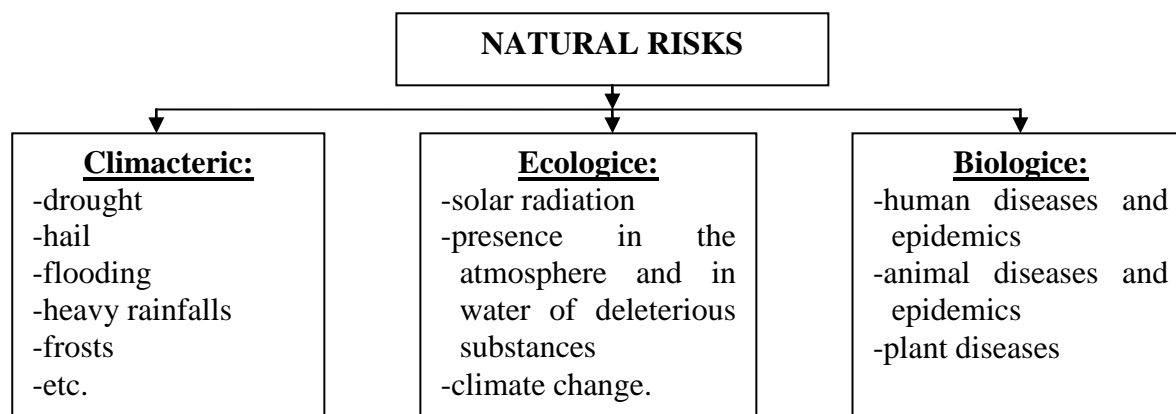 NATURAL RISKS
Climacteric:
-drought
-hail
-flooding
-heavy rainfalls
-frosts
-etc.
Ecologice:
-solar radiation
-presence in the
atmosphere and in
water of deleterious
substances
-climate change.
Biologice:
-human diseases and
epidemics
-animal diseases and
epidemics
-plant diseases